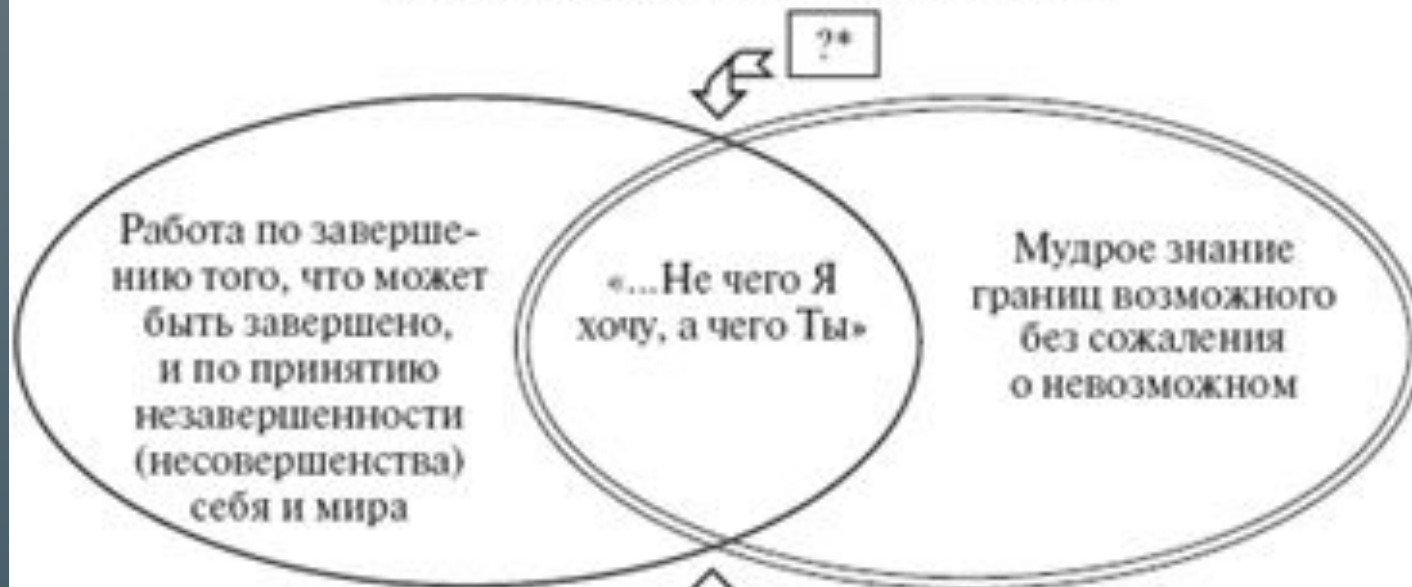 ?*
Работа по заверше-
нию того, что может
быть завершено,
и по принятию
незавершенности
(несовершенства)
себя и мира
«...Не чего Я
хочу, а чего Ты»
Мудрое знание
границ возможного
без сожаления
о невозможном